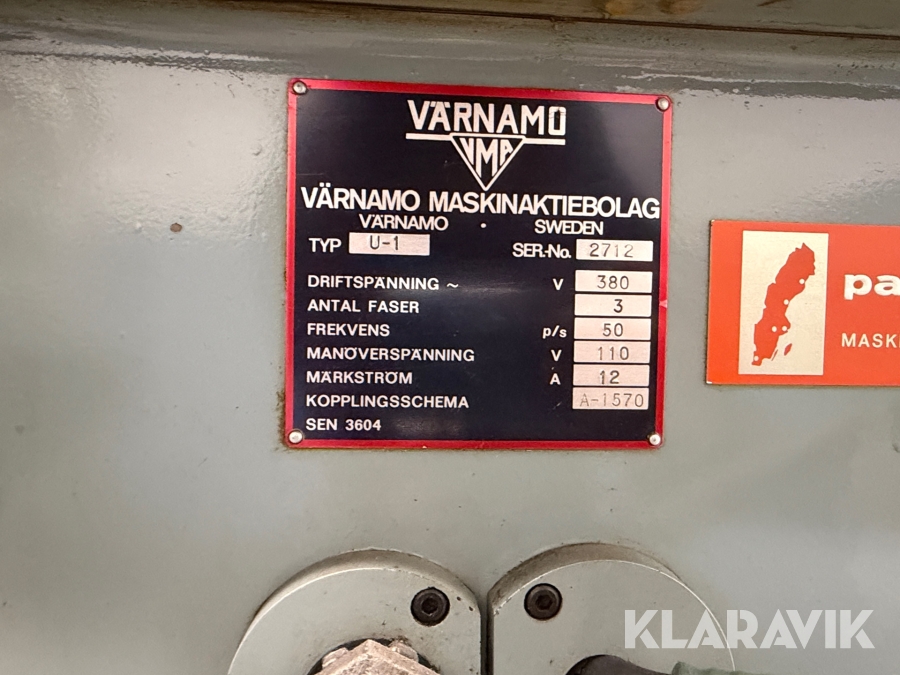 VÄRNAMO
VMA
VÄRNAMO MASKINAKTIEBOLAG
VÄRNAMO · SWEDEN
TYP U-1 SER.-No. 2712
DRIFTSPÄNNING ~ V 380
ANTAL FASER 3
FREKVENS p/s 50
MANÖVERSPÄNNING V 110
MÄRKSTRÖM A 12
KOPPLINGSSCHEMA A-1570
SEN 3604
pa
MASKI
KLARAVIK